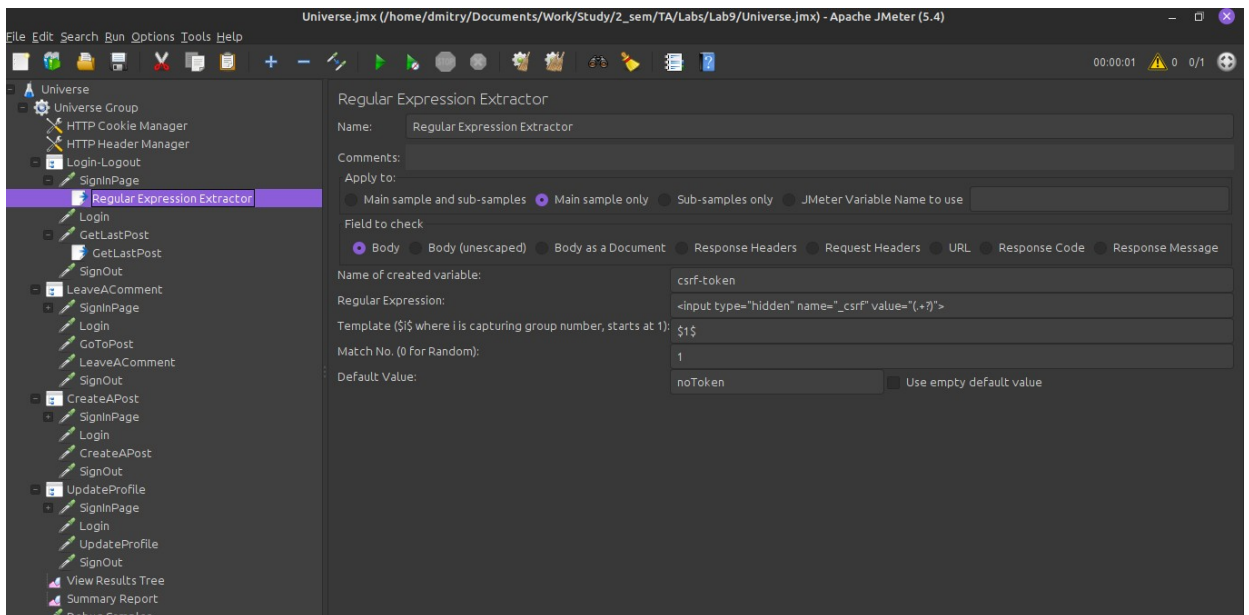 Universe.jmx (/home/dmitry/Documents/Work/Study/2_sem/TA/Labs/Lab9/Universe.jmx) - Apache JMeter (5.4)
File Edit Search Run Options Tools Help
00:00:01 0 0/1
Universe
Universe Group
HTTP Cookie Manager
HTTP Header Manager
Login-Logout
SignInPage
Regular Expression Extractor
Login
GetLastPost
GetLastPost
SignOut
LeaveAComment
SignInPage
Login
GoToPost
LeaveAComment
SignOut
CreateAPost
SignInPage
Login
CreateAPost
SignOut
UpdateProfile
SignInPage
Login
UpdateProfile
SignOut
View Results Tree
Summary Report
Debug Sampler
Regular Expression Extractor
Name: Regular Expression Extractor
Comments:
Apply to:
Main sample and sub-samples Main sample only Sub-samples only JMeter Variable Name to use
Field to check
Body Body (unescaped) Body as a Document Response Headers Request Headers URL Response Code Response Message
Name of created variable: csrf-token
Regular Expression: <input type="hidden" name="_csrf" value="(.+?)">
Template ($i$ where i is capturing group number, starts at 1): $1$
Match No. (0 for Random): 1
Default Value: noToken Use empty default value